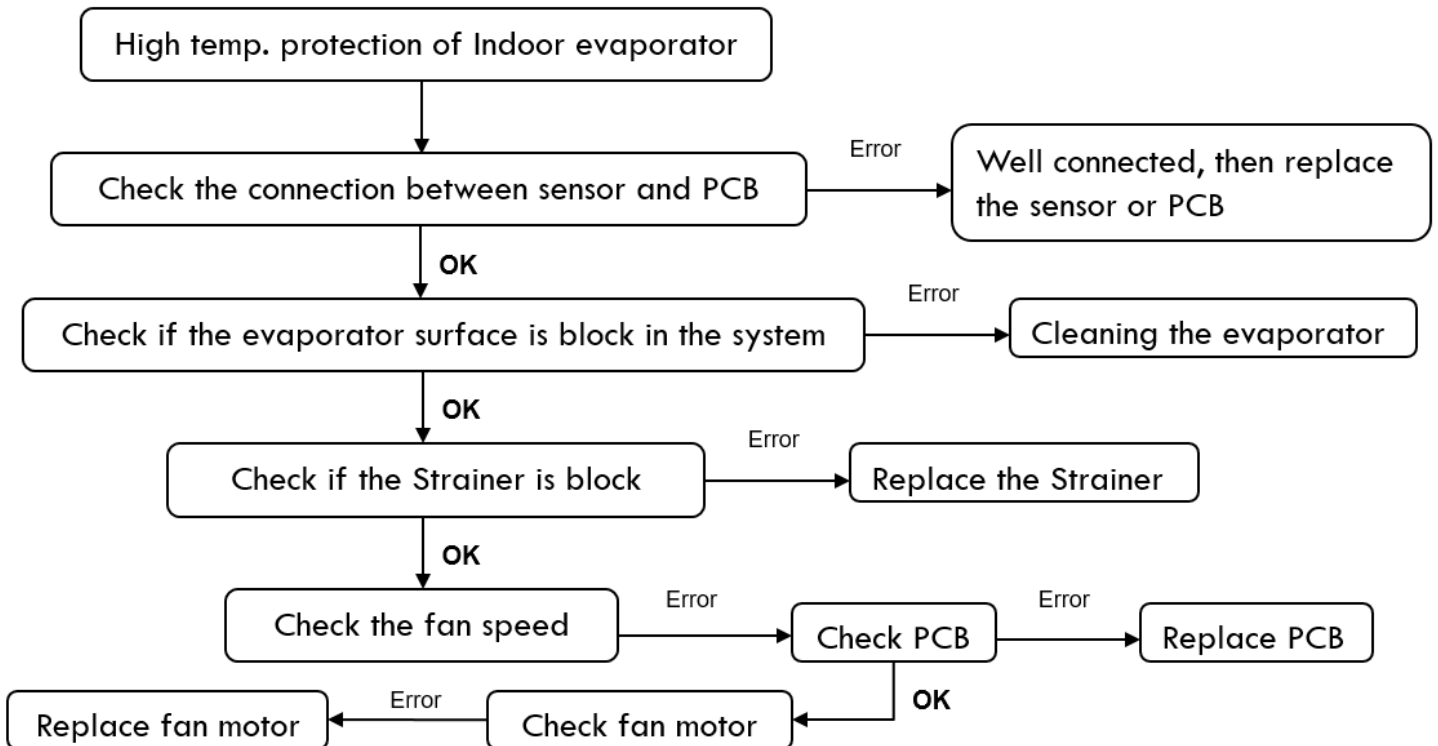 High temp. protection of Indoor evaporator
Check the connection between sensor and PCB
Error
Well connected, then replace
the sensor or PCB
OK
Check if the evaporator surface is block in the system
Error
Cleaning the evaporator
OK
Check if the Strainer is block
Error
Replace the Strainer
OK
Check the fan speed
Error
Check PCB
Error
Replace PCB
OK
Check fan motor
Error
Replace fan motor